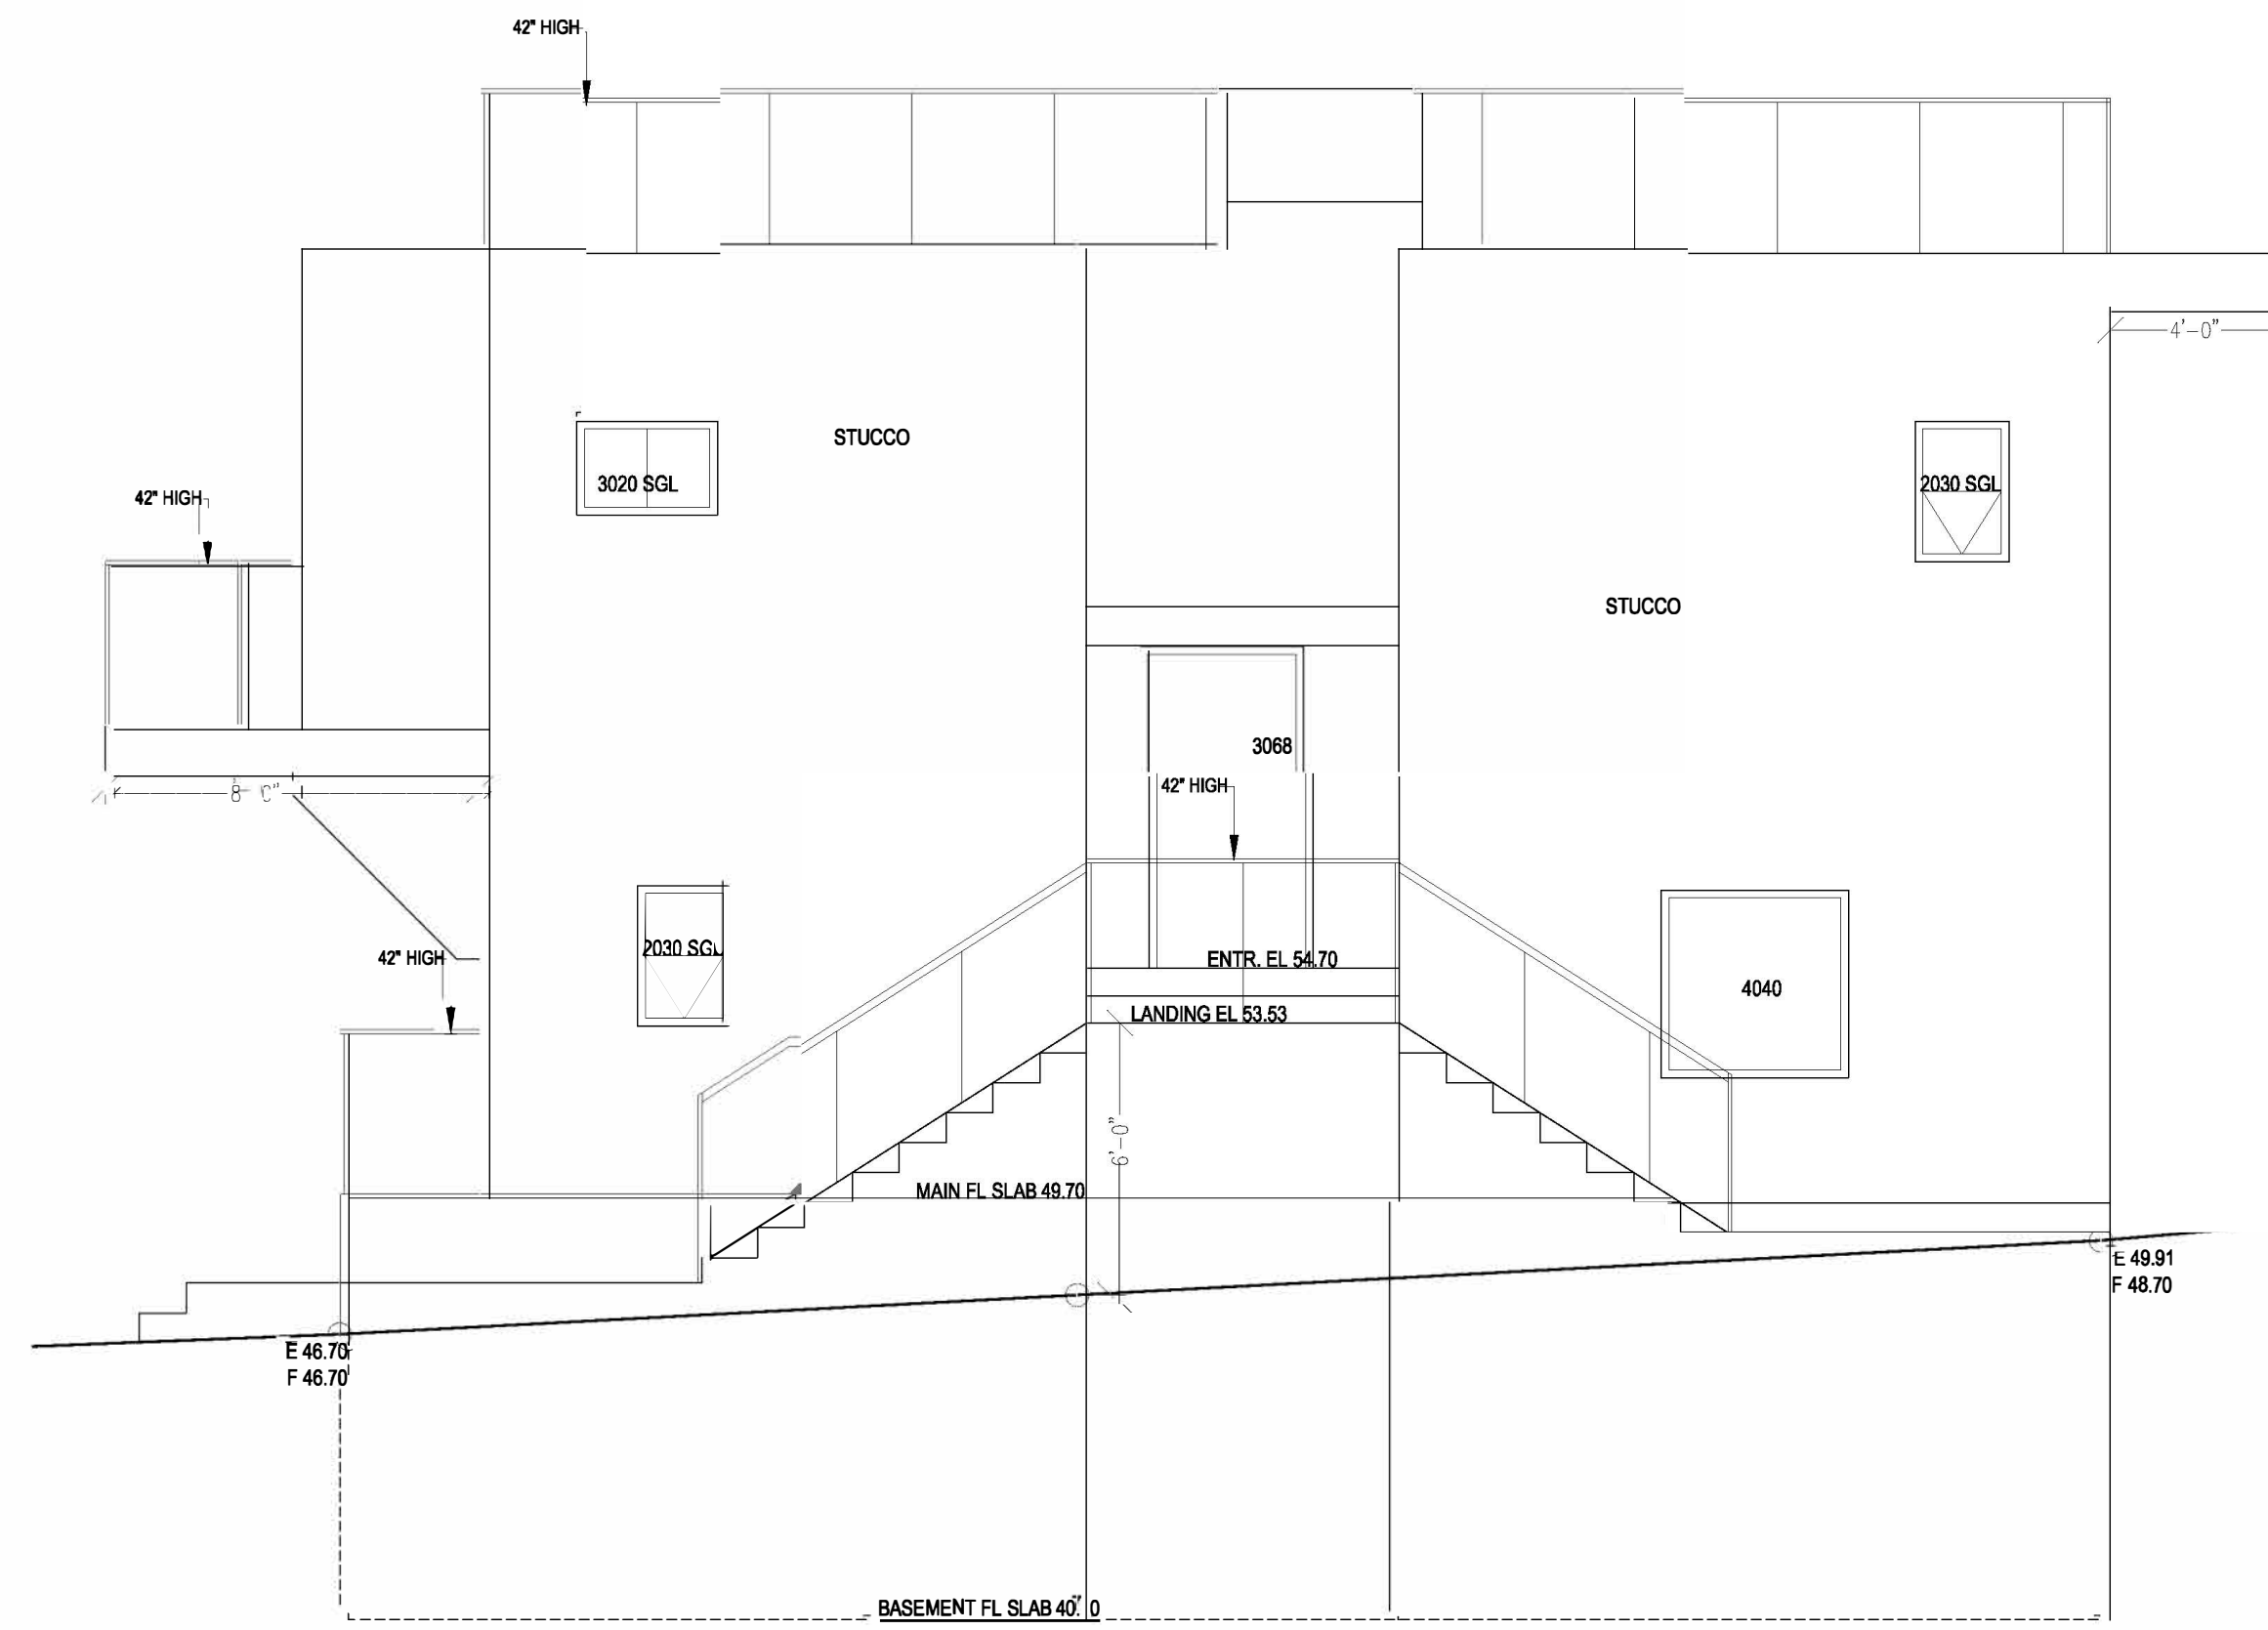 42" HIGH
4'-0"
STUCCO
3020 SGL
2030 SGL
42" HIGH
STUCCO
3068
42" HIGH
2030 SGL
42" HIGH
ENTR. EL 54.70
4040
LANDING EL 53.53
6'-0"
MAIN FL SLAB 49.70
E 49.91
F 48.70
E 46.70
F 46.70
BASEMENT FL SLAB